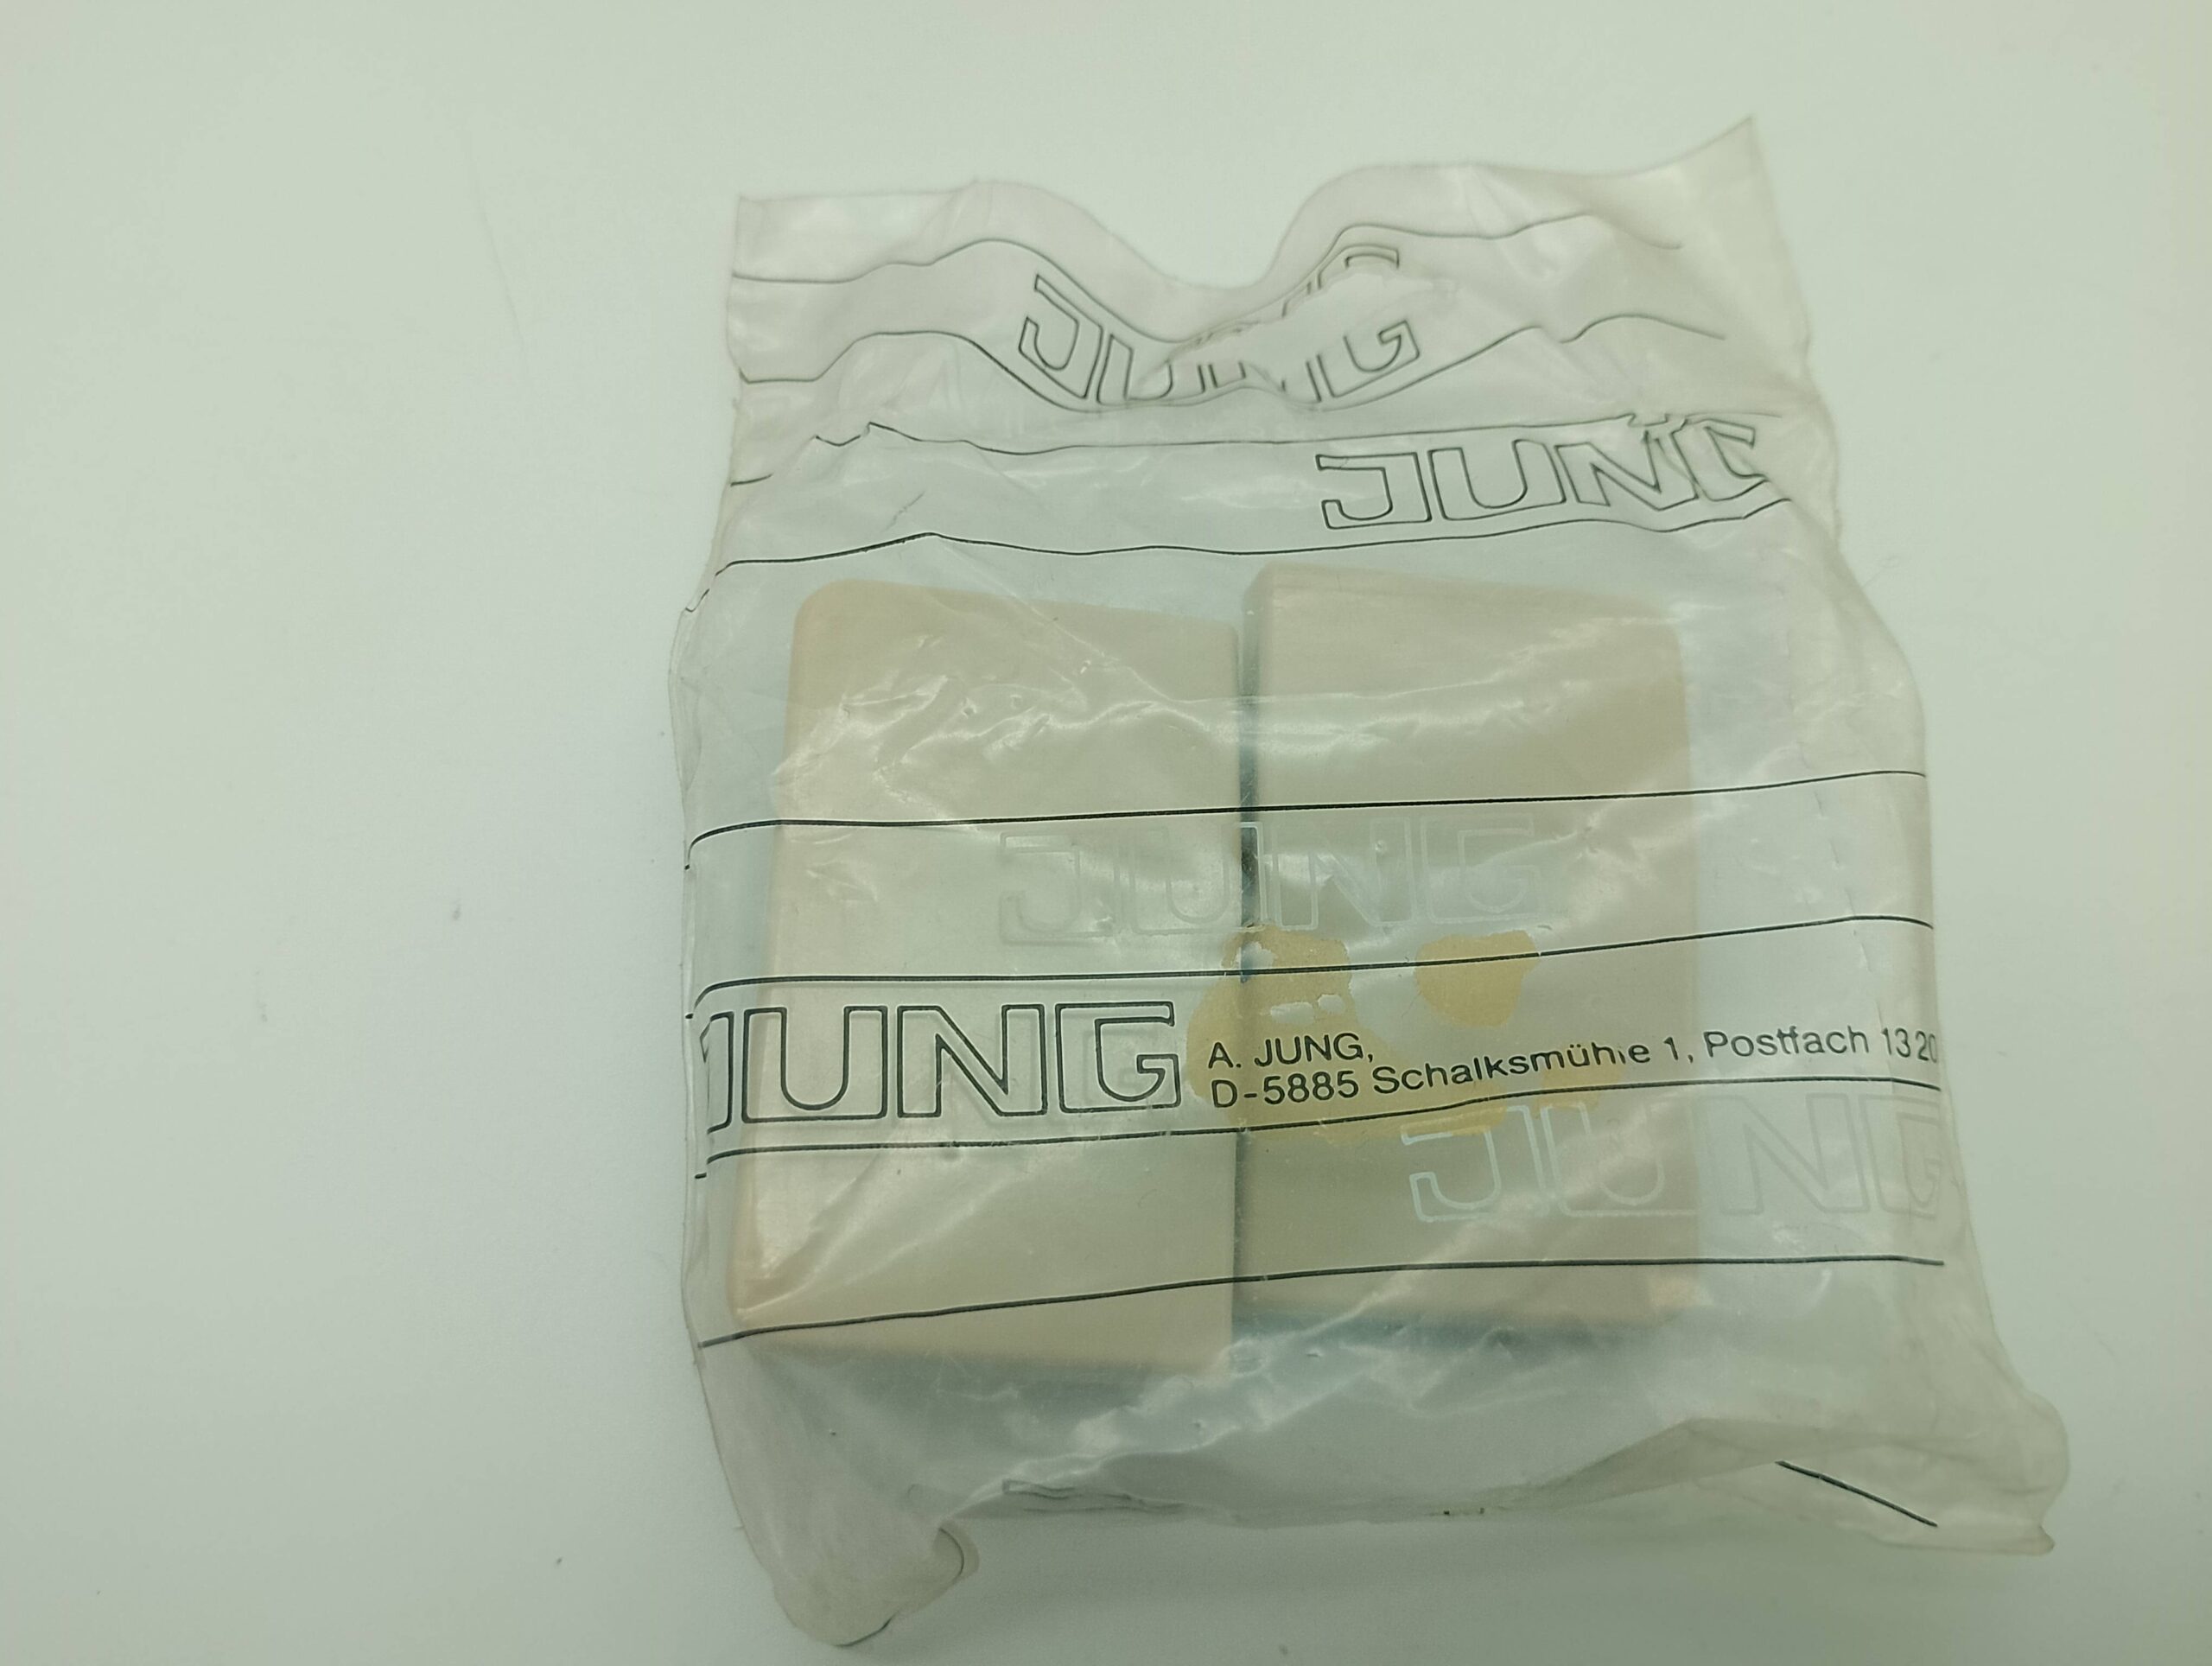 JUNG
JUNG
JUNG
JUNG
A. JUNG,
D-5885 Schalksmühle 1, Postfach 1320
JUNG